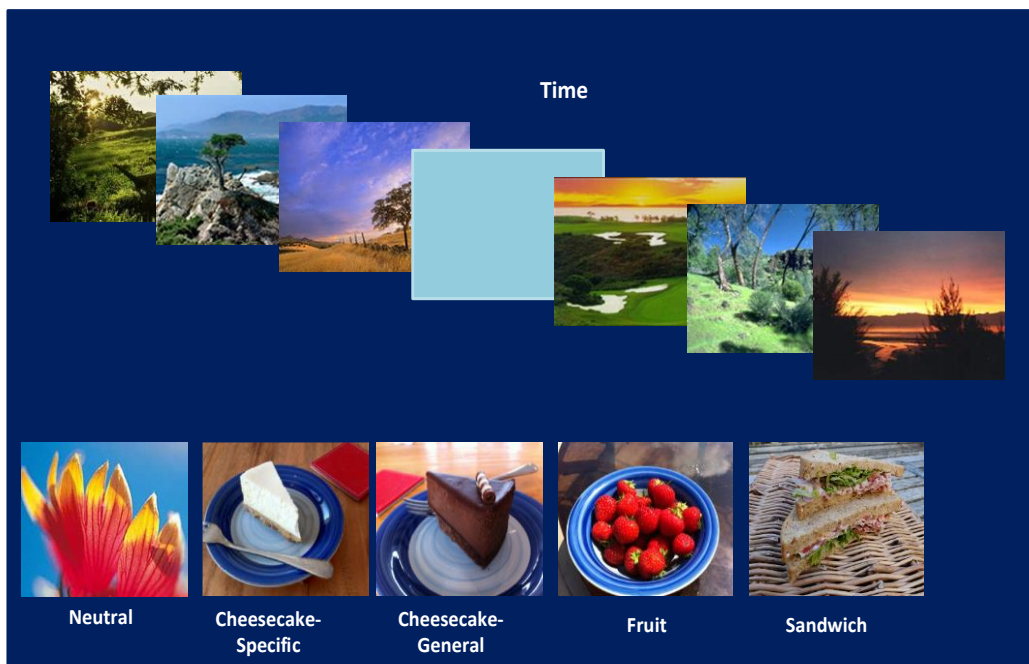 Time
Neutral
Cheesecake-
Specific
Cheesecake-
General
Fruit
Sandwich